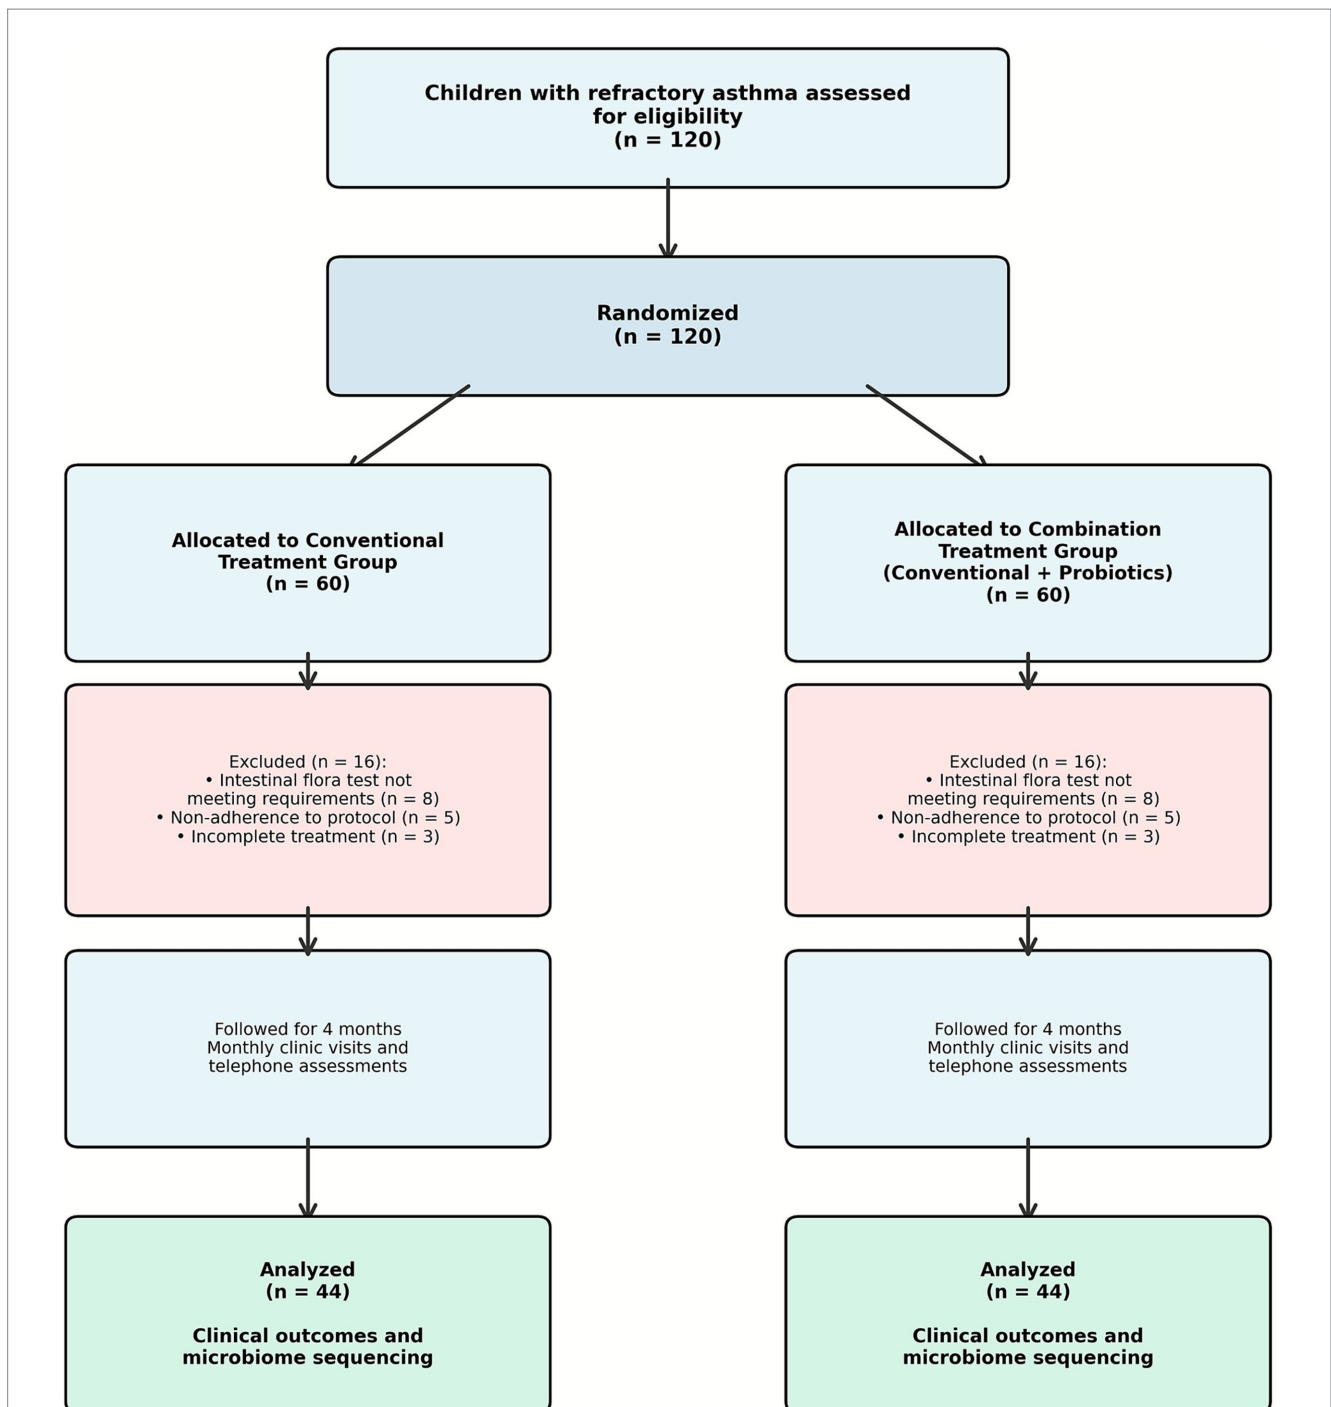 Children with refractory asthma assessed
for eligibility
(n = 120)
Randomized
(n = 120)
Allocated to Conventional
Treatment Group
(n = 60)
Allocated to Combination
Treatment Group
(Conventional + Probiotics)
(n = 60)
Excluded (n = 16):
• Intestinal flora test not
meeting requirements (n = 8)
• Non-adherence to protocol (n = 5)
• Incomplete treatment (n = 3)
Excluded (n = 16):
• Intestinal flora test not
meeting requirements (n = 8)
• Non-adherence to protocol (n = 5)
• Incomplete treatment (n = 3)
Followed for 4 months
Monthly clinic visits and
telephone assessments
Followed for 4 months
Monthly clinic visits and
telephone assessments
Analyzed
(n = 44)
Clinical outcomes and
microbiome sequencing
Analyzed
(n = 44)
Clinical outcomes and
microbiome sequencing